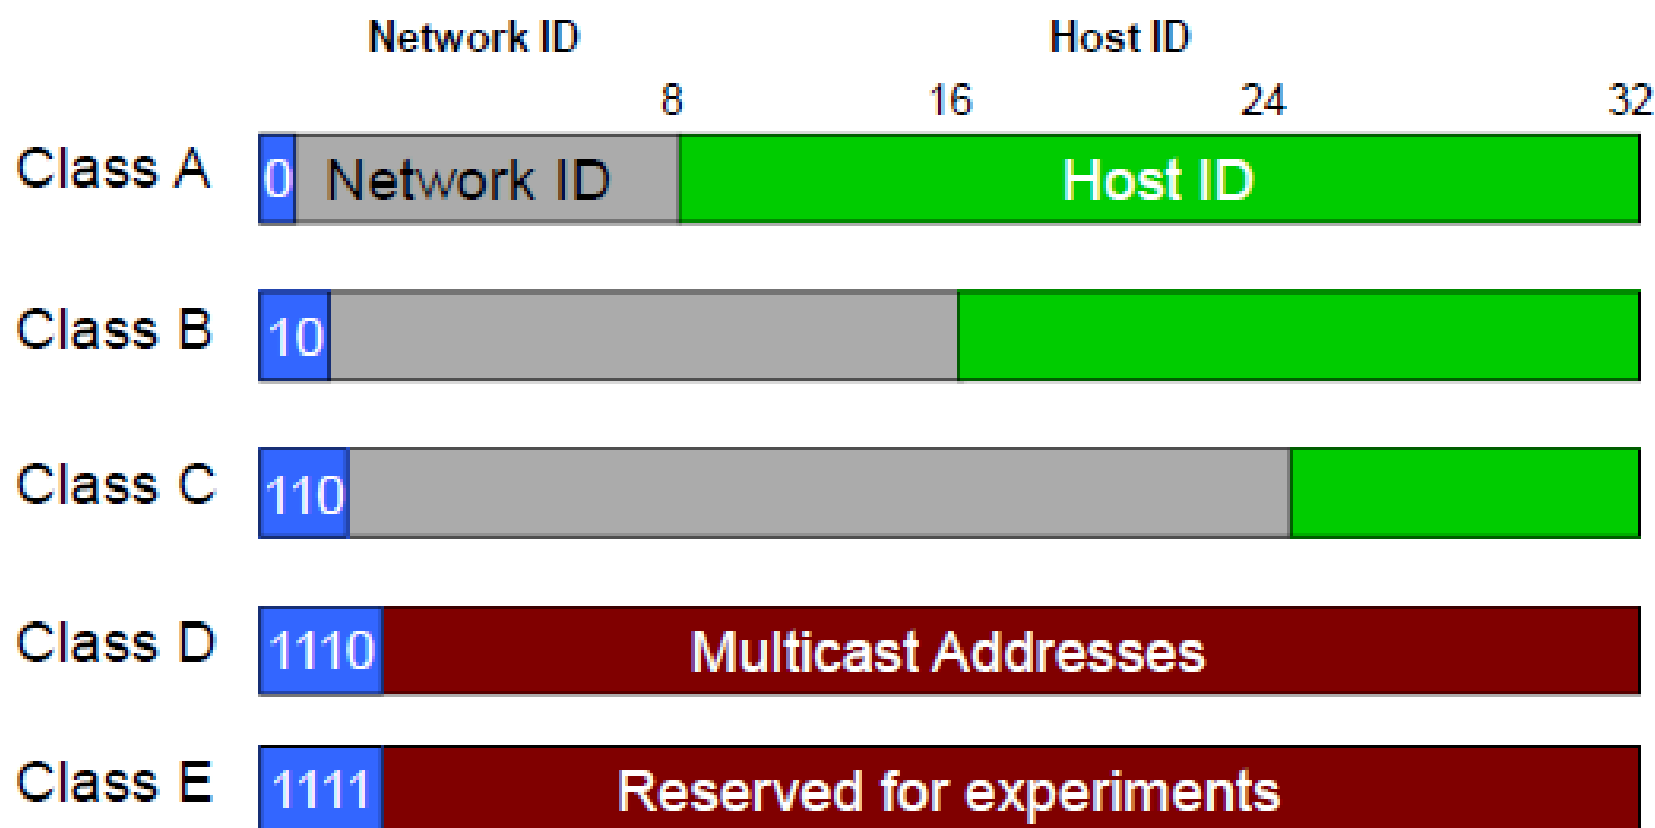 Network ID Host ID
8 16 24 32
Class A 0 Network ID Host ID
Class B 10
Class C 110
Class D 1110 Multicast Addresses
Class E 1111 Reserved for experiments